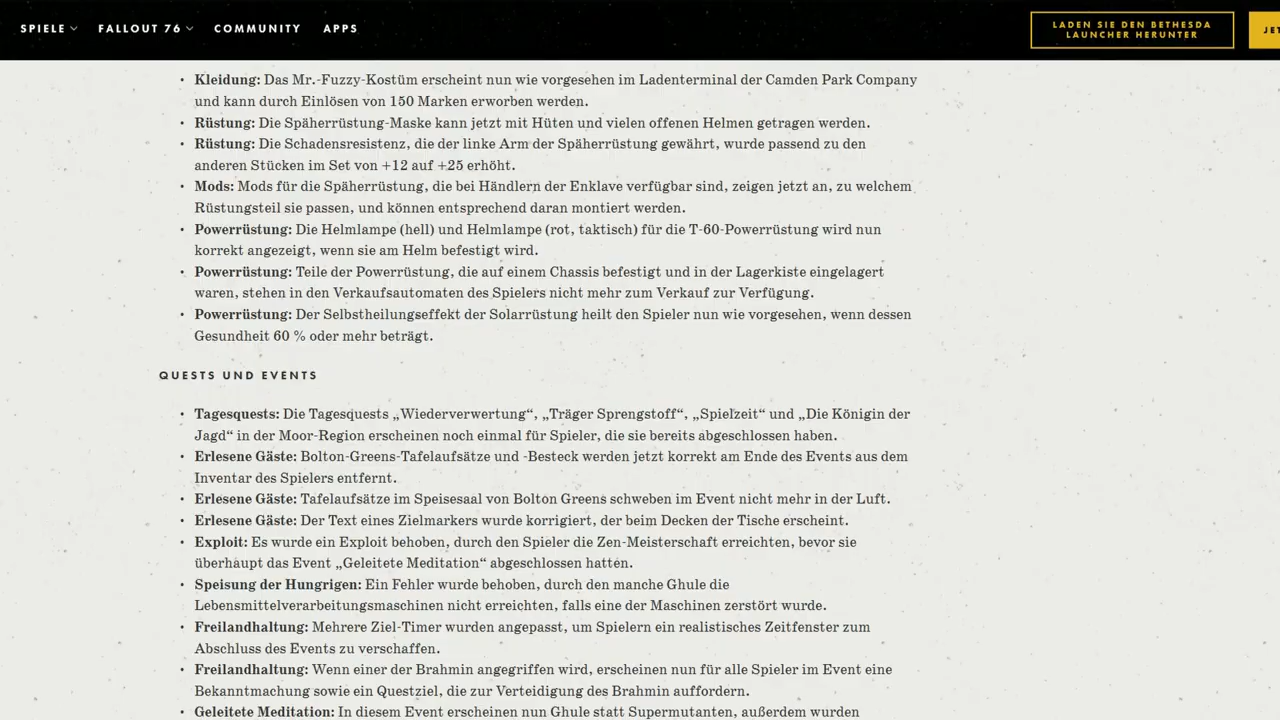 SPIELE FALLOUT 76 COMMUNITY APPS
LADEN SIE DEN BETHESDA
LAUNCHER HERUNTER
• Kleidung: Das Mr.-Fuzzy-Kostüm erscheint nun wie vorgesehen im Ladenterminal der Camden Park Company
und kann durch Einlösen von 150 Marken erworben werden.
• Rüstung: Die Späherrüstung-Maske kann jetzt mit Hüten und vielen offenen Helmen getragen werden.
• Rüstung: Die Schadensresistenz, die der linke Arm der Späherrüstung gewährt, wurde passend zu den
anderen Stücken im Set von +12 auf +25 erhöht.
• Mods: Mods für die Späherrüstung, die bei Händlern der Enklave verfügbar sind, zeigen jetzt an, zu welchem
Rüstungsteil sie passen, und können entsprechend daran montiert werden.
• Powerrüstung: Die Helmlampe (hell) und Helmlampe (rot, taktisch) für die T-60-Powerrüstung wird nun
korrekt angezeigt, wenn sie am Helm befestigt wird.
• Powerrüstung: Teile der Powerrüstung, die auf einem Chassis befestigt und in der Lagerkiste eingelagert
waren, stehen in den Verkaufsautomaten des Spielers nicht mehr zum Verkauf zur Verfügung.
• Powerrüstung: Der Selbstheilungseffekt der Solarrüstung heilt den Spieler nun wie vorgesehen, wenn dessen
Gesundheit 60 % oder mehr beträgt.
QUESTS UND EVENTS
• Tagesquests: Die Tagesquests „Wiederverwertung“, „Träger Sprengstoff“, „Spielzeit“ und „Die Königin der
Jagd“ in der Moor-Region erscheinen noch einmal für Spieler, die sie bereits abgeschlossen haben.
• Erlesene Gäste: Bolton-Greens-Tafelaufsätze und -Besteck werden jetzt korrekt am Ende des Events aus dem
Inventar des Spielers entfernt.
• Erlesene Gäste: Tafelaufsätze im Speisesaal von Bolton Greens schweben im Event nicht mehr in der Luft.
• Erlesene Gäste: Der Text eines Zielmarkers wurde korrigiert, der beim Decken der Tische erscheint.
• Exploit: Es wurde ein Exploit behoben, durch den Spieler die Zen-Meisterschaft erreichten, bevor sie
überhaupt das Event „Geleitete Meditation“ abgeschlossen hatten.
• Speisung der Hungrigen: Ein Fehler wurde behoben, durch den manche Ghule die
Lebensmittelverarbeitungsmaschinen nicht erreichten, falls eine der Maschinen zerstört wurde.
• Freilandhaltung: Mehrere Ziel-Timer wurden angepasst, um Spielern ein realistisches Zeitfenster zum
Abschluss des Events zu verschaffen.
• Freilandhaltung: Wenn einer der Brahmin angegriffen wird, erscheinen nun für alle Spieler im Event eine
Bekanntmachung sowie ein Questziel, die zur Verteidigung des Brahmin auffordern.
• Geleitete Meditation: In diesem Event erscheinen nun Ghule statt Supermutanten, außerdem wurden